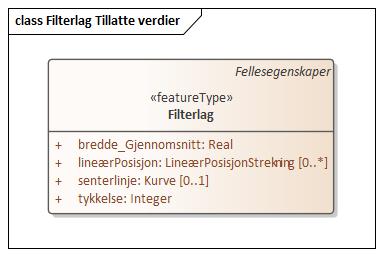 class Filterlag Tillatte verdier
Fellesegenskaper
«featureType»
Filterlag
+ bredde_Gjennomsnitt: Real
+ lineærPosisjon: LineærPosisjonStrekning [0..*]
+ senterlinje: Kurve [0..1]
+ tykkelse: Integer